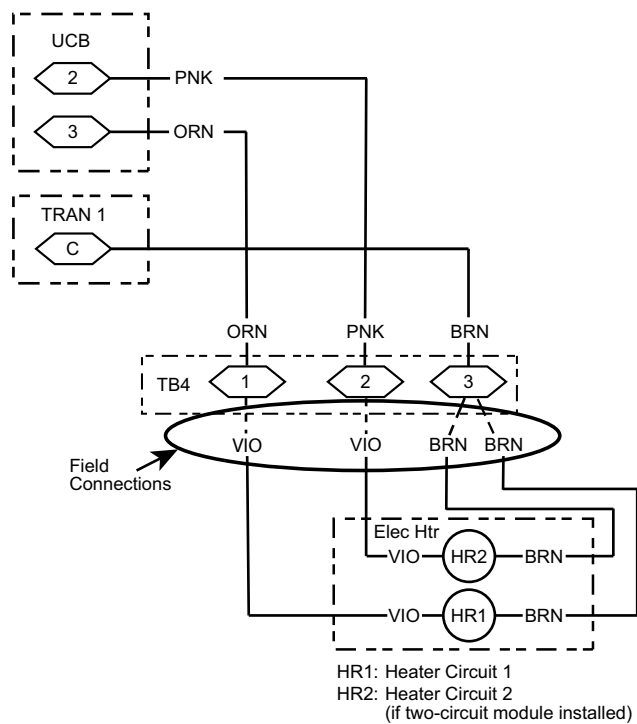 UCB
2 PNK
3 ORN
TRAN 1
C
ORN PNK BRN
TB4 1 2 3
VIO VIO BRN BRN
Field
Connections
Elec Htr
VIO HR2 BRN
VIO HR1 BRN
HR1: Heater Circuit 1
HR2: Heater Circuit 2
(if two-circuit module installed)